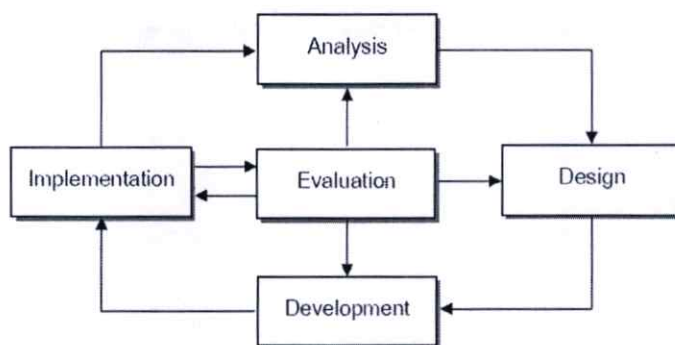 Analysis
Implementation
Evaluation
Design
Development